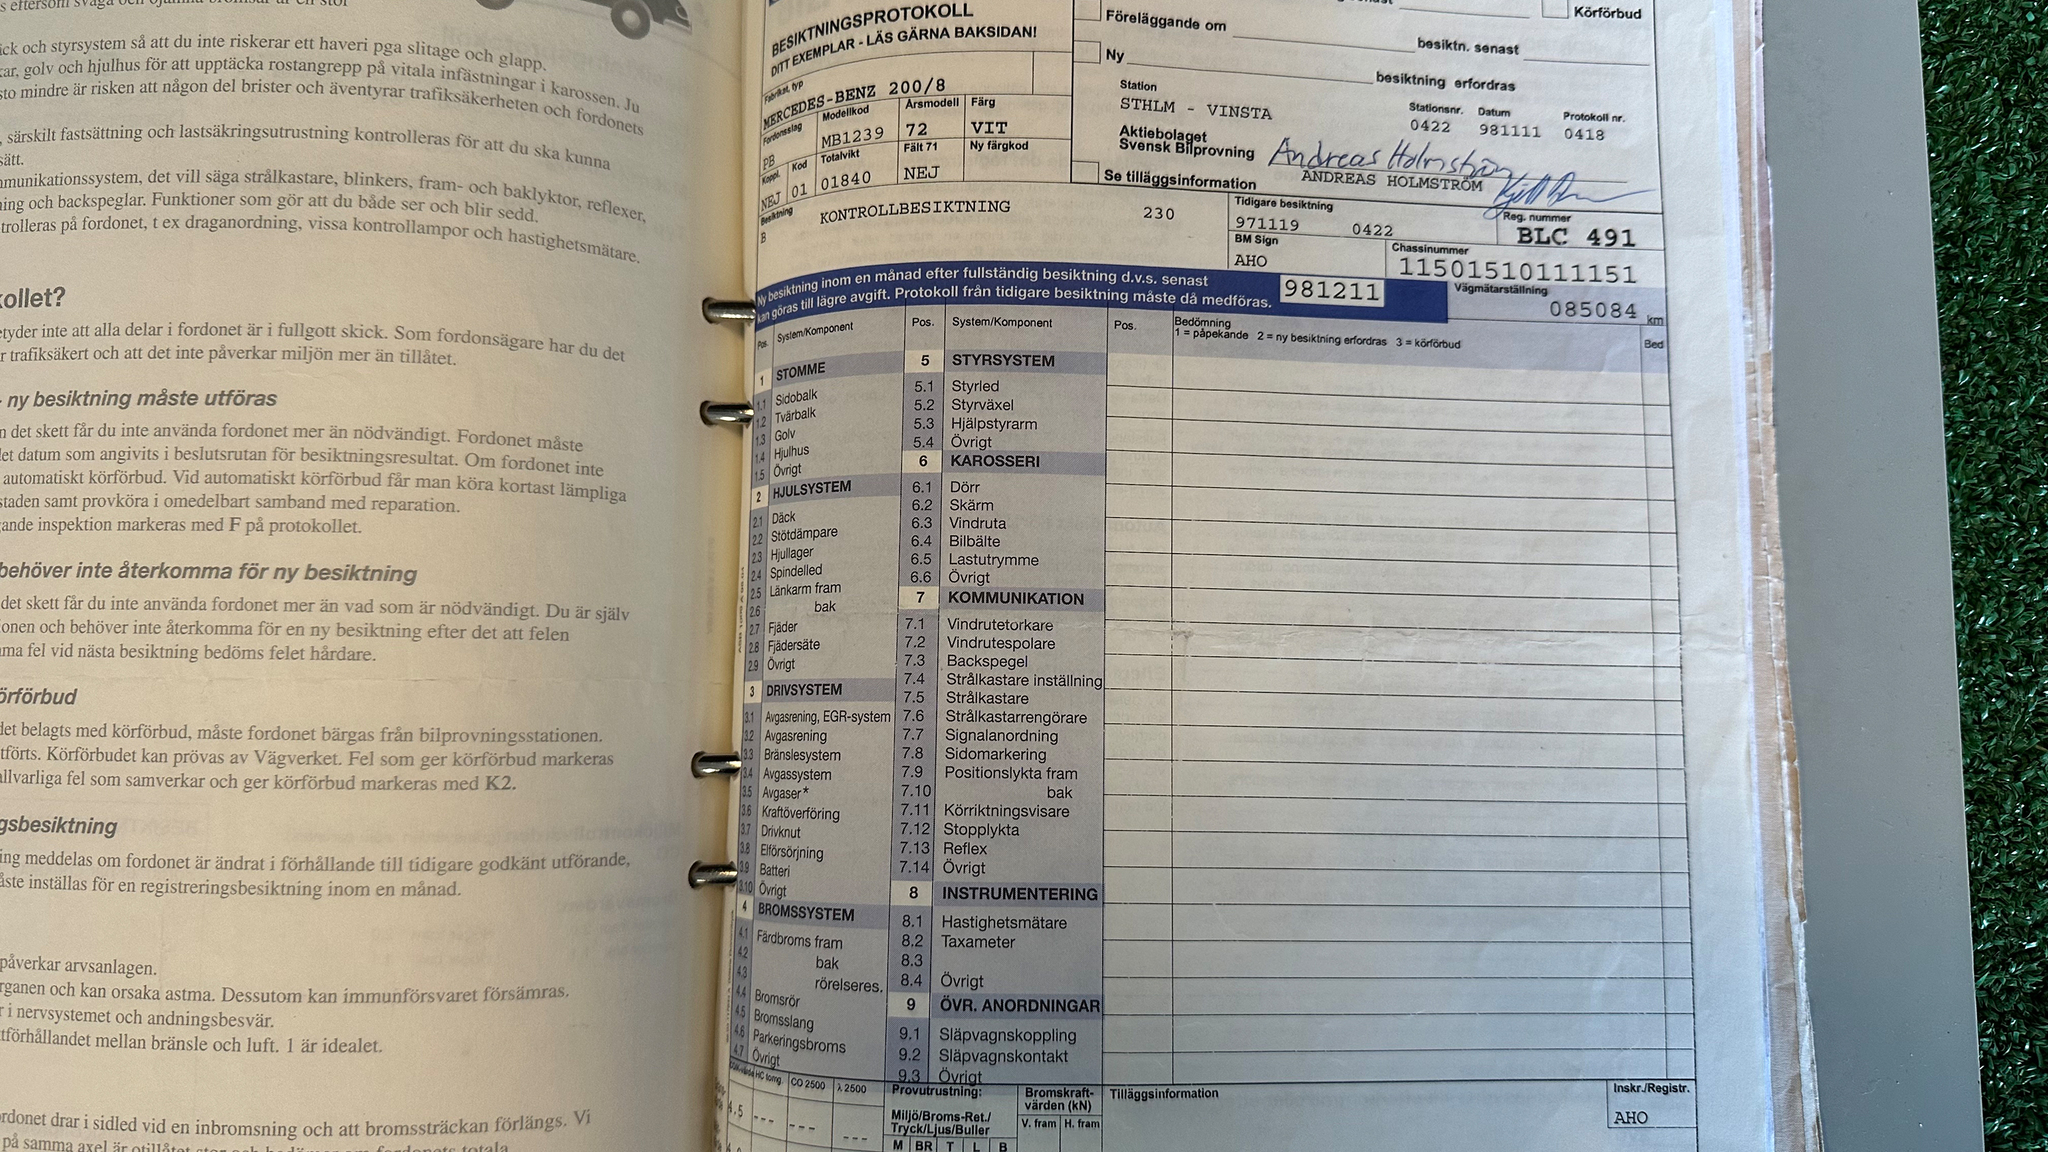 s eftersom svaga och ojämna bromsar är en stor
ck och styrsystem så att du inte riskerar ett haveri pga slitage och glapp.
ar, golv och hjulhus för att upptäcka rostangrepp på vitala infästningar i karossen. Ju
sto mindre är risken att någon del brister och äventyrar trafiksäkerheten och fordonets
, särskilt fastsättning och lastsäkringsutrustning kontrolleras för att du ska kunna
sätt.
mmunikationssystem, det vill säga strålkastare, blinkers, fram- och baklyktor, reflexer,
ning och backspeglar. Funktioner som gör att du både ser och blir sedd.
trolleras på fordonet, t ex draganordning, vissa kontrollampor och hastighetsmätare.
kollet?
etyder inte att alla delar i fordonet är i fullgott skick. Som fordonsägare har du det
r trafiksäkert och att det inte påverkar miljön mer än tillåtet.
- ny besiktning måste utföras
n det skett får du inte använda fordonet mer än nödvändigt. Fordonet måste
let datum som angivits i beslutsrutan för besiktningsresultat. Om fordonet inte
automatiskt körförbud. Vid automatiskt körförbud får man köra kortast lämpliga
staden samt provköra i omedelbart samband med reparation.
gande inspektion markeras med F på protokollet.
behöver inte återkomma för ny besiktning
det skett får du inte använda fordonet mer än vad som är nödvändigt. Du är själv
onen och behöver inte återkomma för en ny besiktning efter det att felen
ma fel vid nästa besiktning bedöms felet hårdare.
örförbud
det belagts med körförbud, måste fordonet bärgas från bilprovningsstationen.
tförts. Körförbudet kan prövas av Vägverket. Fel som ger körförbud markeras
allvarliga fel som samverkar och ger körförbud markeras med K2.
gsbesiktning
ing meddelas om fordonet är ändrat i förhållande till tidigare godkänt utförande,
åste inställas för en registreringsbesiktning inom en månad.
påverkar arvsanlagen.
rganen och kan orsaka astma. Dessutom kan immunförsvaret försämras.
r i nervsystemet och andningsbesvär.
tförhållandet mellan bränsle och luft. 1 är idealet.
rdonet drar i sidled vid en inbromsning och att bromssträckan förlängs. Vi
på samma axel är otillåtet
BESIKTNINGSPROTOKOLL
DITT EXEMPLAR - LÄS GÄRNA BAKSIDAN!
Körförbud
Föreläggande om
besiktn. senast
Ny
besiktning erfordras
Fabrikat, typ
MERCEDES-BENZ 200/8
Fordonsslag Modellkod Årsmodell Färg
PB MB1239 72 VIT
Koppl. Kod Totalvikt Fält 71 Ny färgkod
NEJ 01 01840 NEJ
Besiktning
B KONTROLLBESIKTNING 230
Station
STHLM - VINSTA
Stationsnr. Datum Protokoll nr.
0422 981111 0418
Aktiebolaget
Svensk Bilprovning
Andreas Holmström
ANDREAS HOLMSTRÖM
Se tilläggsinformation
Tidigare besiktning
971119 0422
Reg. nummer
BLC 491
BM Sign
AHO
Chassinummer
11501510111151
Ny besiktning inom en månad efter fullständig besiktning d.v.s. senast
kan göras till lägre avgift. Protokoll från tidigare besiktning måste då medföras.
981211
Vägmätarställning
085084 km
Pos. System/Komponent Pos. System/Komponent Pos. Bedömning
1 = påpekande 2 = ny besiktning erfordras 3 = körförbud
Bed
1 STOMME
1.1 Sidobalk
1.2 Tvärbalk
1.3 Golv
1.4 Hjulhus
1.5 Övrigt
2 HJULSYSTEM
2.1 Däck
2.2 Stötdämpare
2.3 Hjullager
2.4 Spindelled
2.5 Länkarm fram
2.6 bak
2.7 Fjäder
2.8 Fjädersäte
2.9 Övrigt
3 DRIVSYSTEM
3.1 Avgasrening, EGR-system
3.2 Avgasrening
3.3 Bränslesystem
3.4 Avgassystem
3.5 Avgaser*
3.6 Kraftöverföring
3.7 Drivknut
3.8 Elförsörjning
3.9 Batteri
3.10 Övrigt
4 BROMSSYSTEM
4.1 Färdbroms fram
4.2 bak
4.3 rörelseres.
4.4 Bromsrör
4.5 Bromsslang
4.6 Parkeringsbroms
4.7 Övrigt
5 STYRSYSTEM
5.1 Styrled
5.2 Styrväxel
5.3 Hjälpstyrarm
5.4 Övrigt
6 KAROSSERI
6.1 Dörr
6.2 Skärm
6.3 Vindruta
6.4 Bilbälte
6.5 Lastutrymme
6.6 Övrigt
7 KOMMUNIKATION
7.1 Vindrutetorkare
7.2 Vindrutespolare
7.3 Backspegel
7.4 Strålkastare inställning
7.5 Strålkastare
7.6 Strålkastarrengörare
7.7 Signalanordning
7.8 Sidomarkering
7.9 Positionslykta fram
7.10 bak
7.11 Körriktningsvisare
7.12 Stopplykta
7.13 Reflex
7.14 Övrigt
8 INSTRUMENTERING
8.1 Hastighetsmätare
8.2 Taxameter
8.3
8.4 Övrigt
9 ÖVR. ANORDNINGAR
9.1 Släpvagnskoppling
9.2 Släpvagnskontakt
9.3 Övrigt
HC tomg. CO 2500 λ 2500
4.5 --- --- ---
Provutrustning:
Miljö/Broms-Ret./
Tryck/Ljus/Buller
M BR T L B
Bromskraft-
värden (kN)
V. fram H. fram
Tilläggsinformation
Inskr./Registr.
AHO